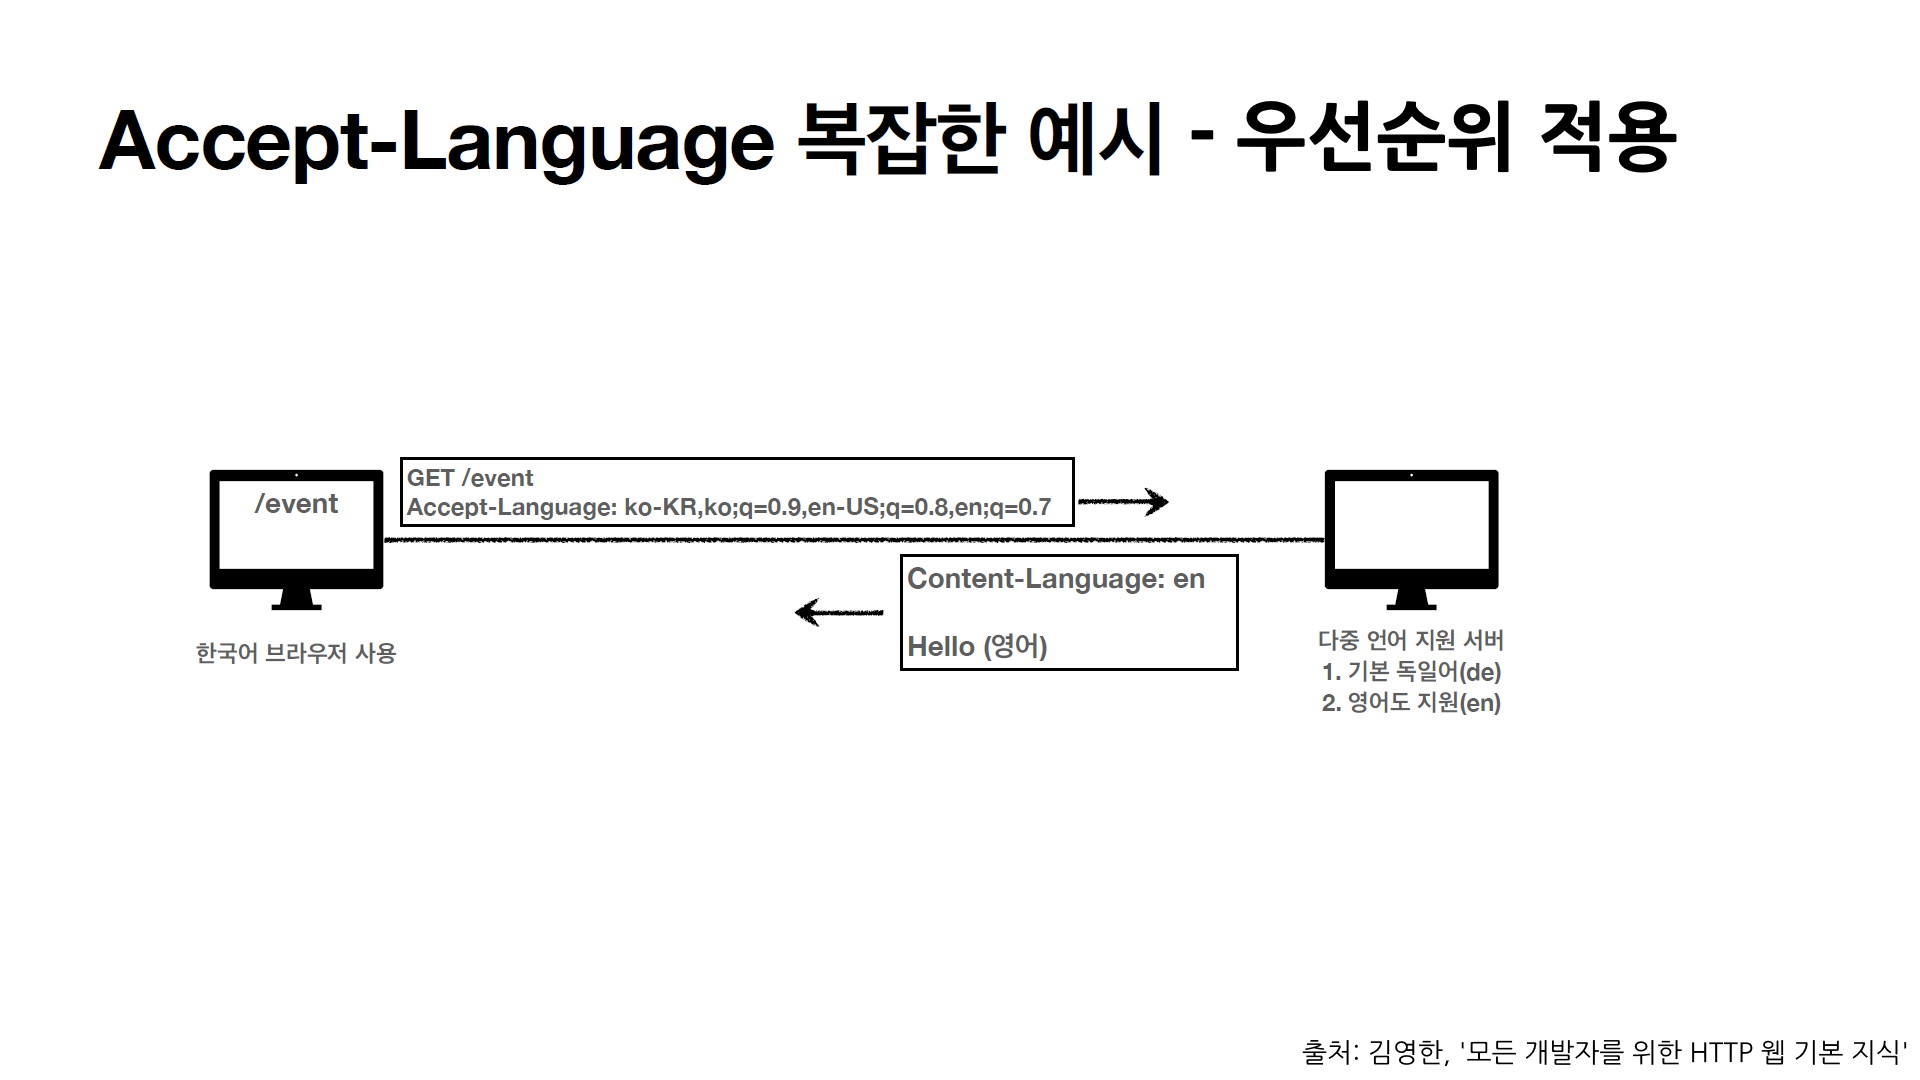 Accept-Language 복잡한 예시 - 우선순위 적용
/event
GET /event
Accept-Language: ko-KR,ko;q=0.9,en-US;q=0.8,en;q=0.7
Content-Language: en
Hello (영어)
한국어 브라우저 사용
다중 언어 지원 서버
1. 기본 독일어(de)
2. 영어도 지원(en)
출처: 김영한, '모든 개발자를 위한 HTTP 웹 기본 지식'